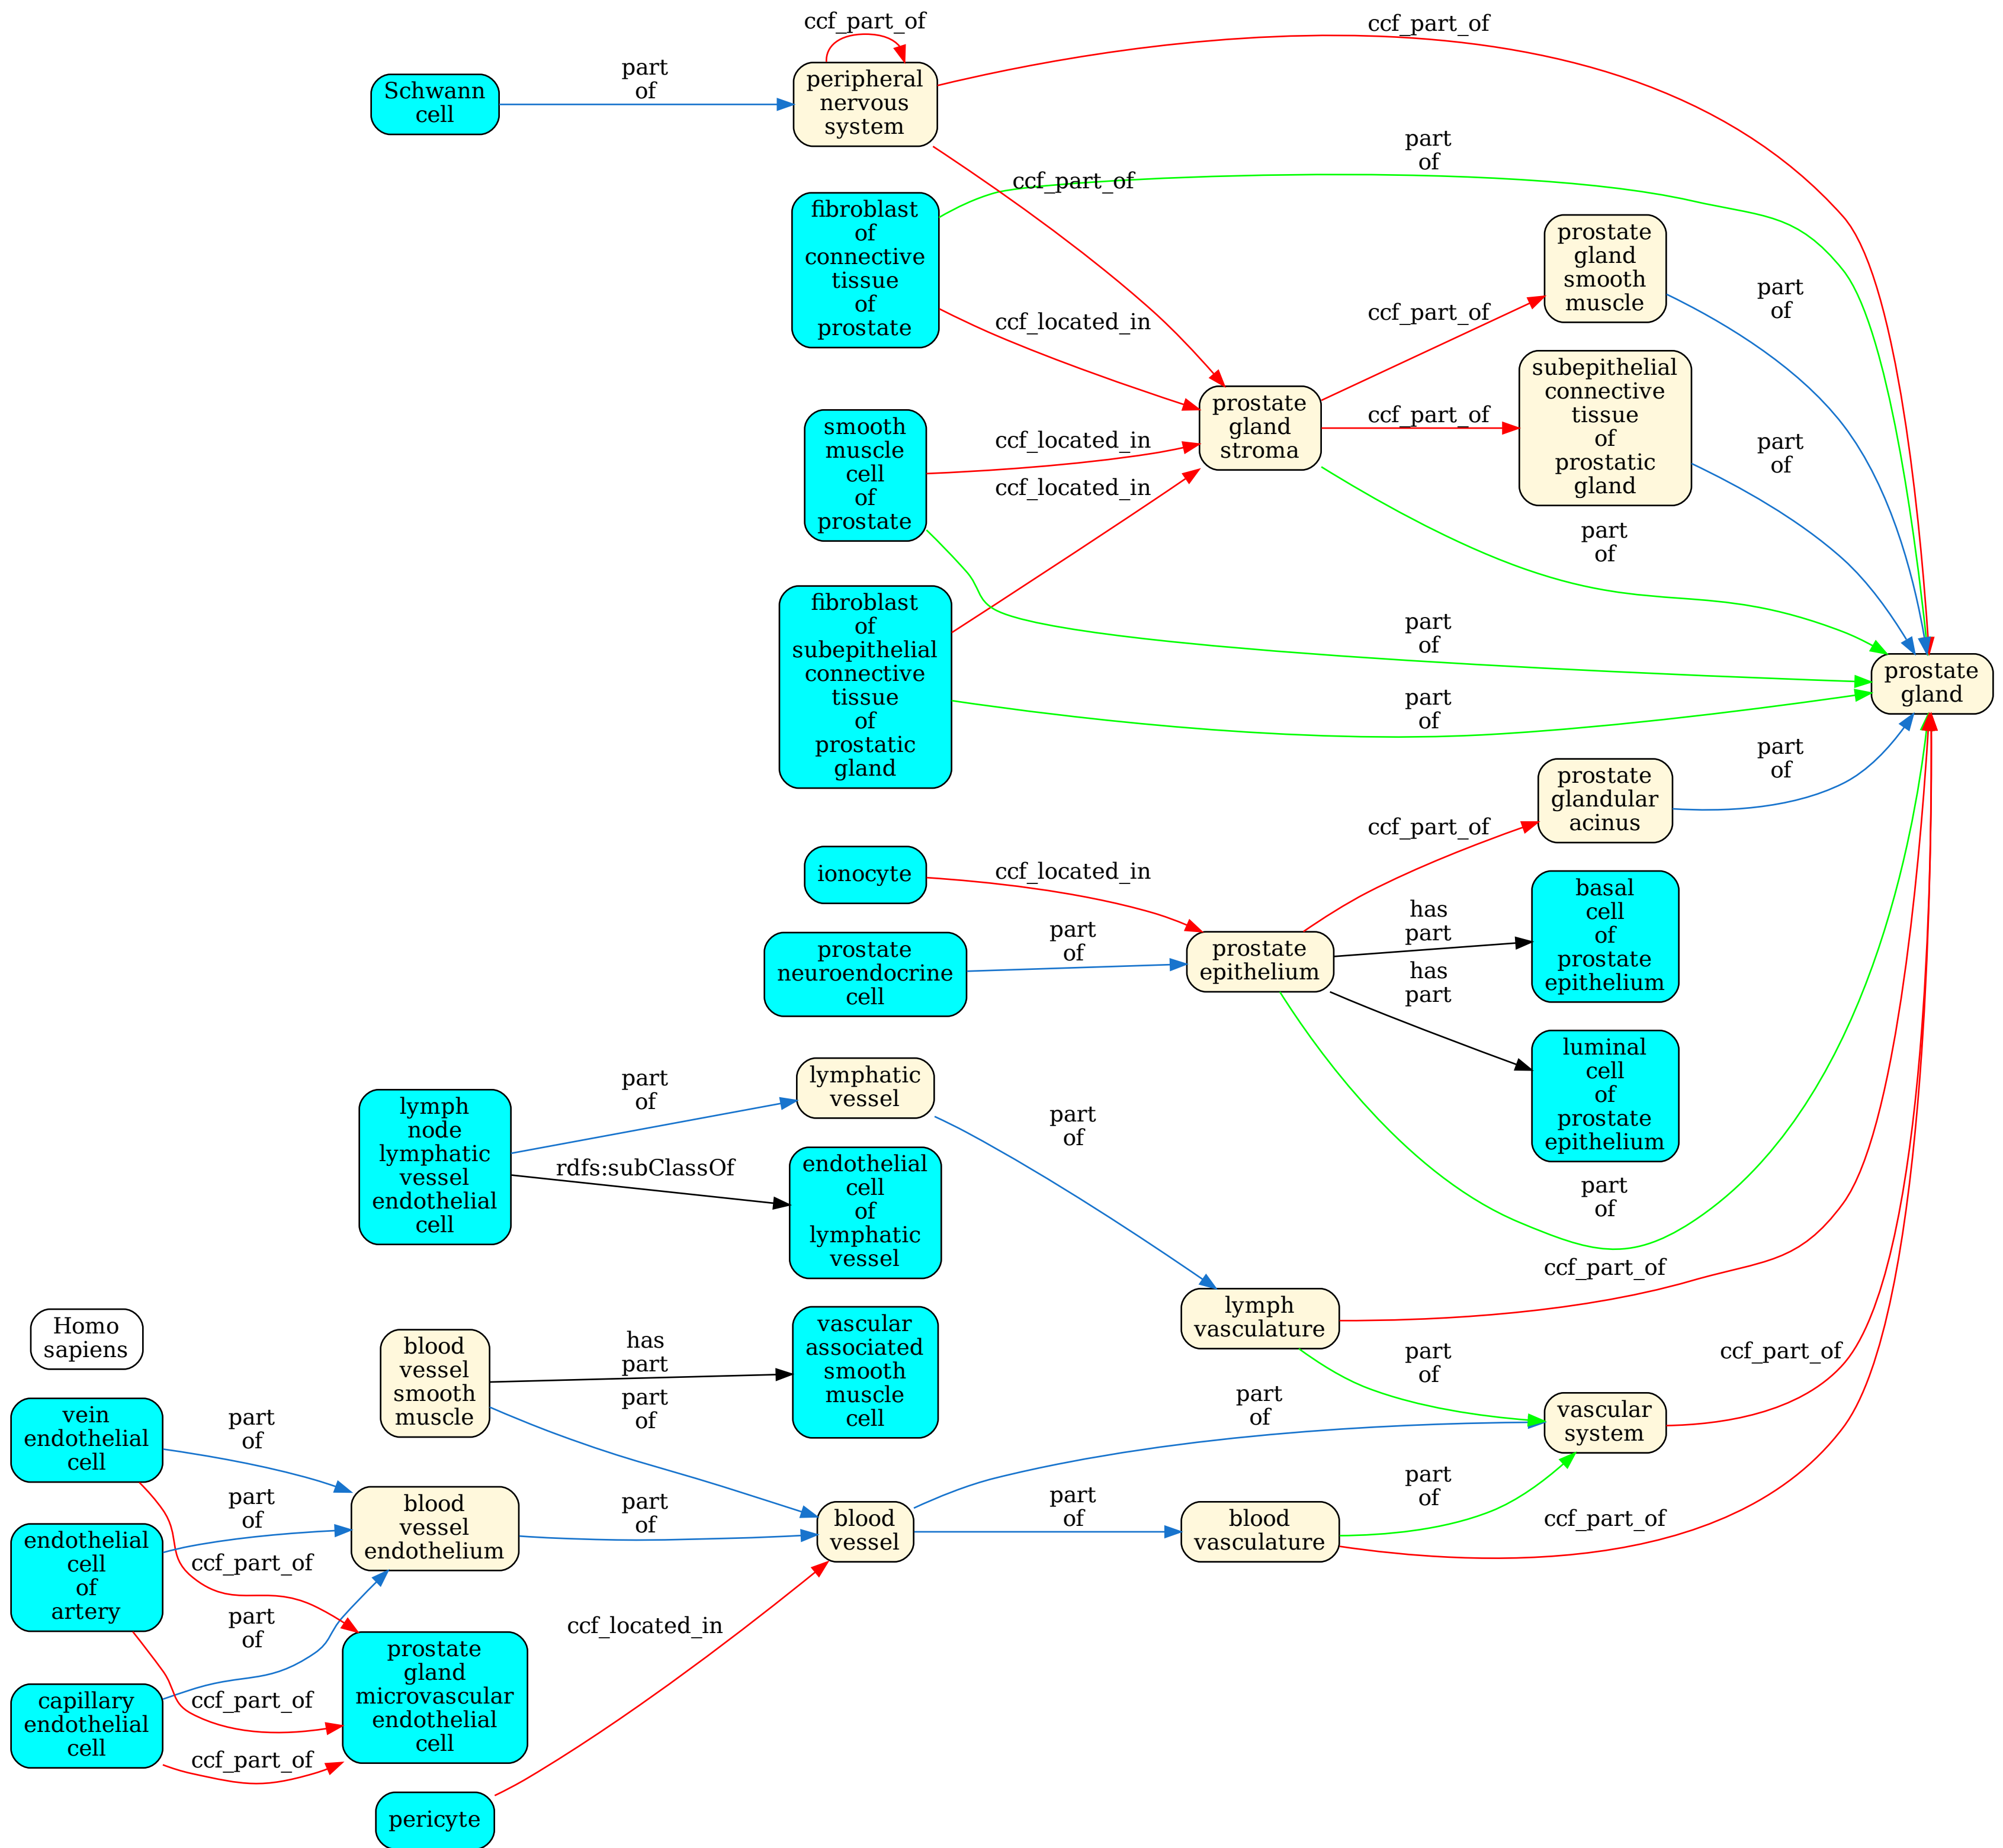 ccf_part_of
ccf_part_of
Schwann
cell
part
of
peripheral
nervous
system
part
of
ccf_part_of
fibroblast
of
connective
tissue
of
prostate
prostate
gland
smooth
muscle
part
of
ccf_located_in
ccf_part_of
subepithelial
connective
tissue
of
prostatic
gland
prostate
gland
stroma
ccf_part_of
smooth
muscle
cell
of
prostate
ccf_located_in
part
of
ccf_located_in
part
of
fibroblast
of
subepithelial
connective
tissue
of
prostatic
gland
part
of
prostate
gland
part
of
part
of
prostate
glandular
acinus
ccf_part_of
ionocyte
ccf_located_in
basal
cell
of
prostate
epithelium
has
part
prostate
neuroendocrine
cell
part
of
prostate
epithelium
has
part
luminal
cell
of
prostate
epithelium
lymphatic
vessel
part
of
lymph
node
lymphatic
vessel
endothelial
cell
part
of
rdfs:subClassOf
endothelial
cell
of
lymphatic
vessel
part
of
ccf_part_of
lymph
vasculature
Homo
sapiens
blood
vessel
smooth
muscle
has
part
vascular
associated
smooth
muscle
cell
part
of
ccf_part_of
part
of
part
of
vascular
system
vein
endothelial
cell
part
of
part
of
blood
vessel
endothelium
part
of
blood
vessel
part
of
blood
vasculature
part
of
ccf_part_of
endothelial
cell
of
artery
ccf_part_of
part
of
ccf_located_in
prostate
gland
microvascular
endothelial
cell
ccf_part_of
capillary
endothelial
cell
ccf_part_of
pericyte